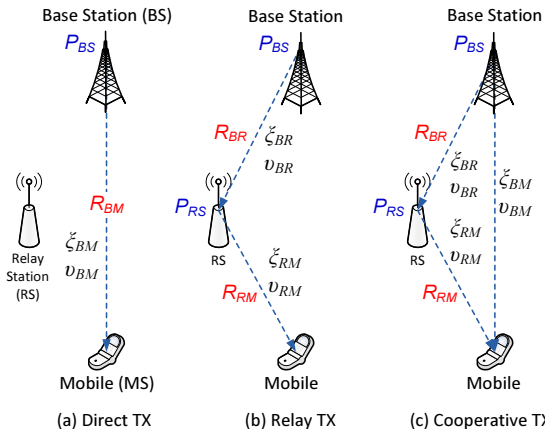 Base Station (BS)
P_BS
R_BM
ξ_BM
υ_BM
Relay
Station
(RS)
Mobile (MS)
(a) Direct TX
Base Station
P_BS
R_BR
ξ_BR
υ_BR
P_RS
RS
ξ_RM
υ_RM
R_RM
Mobile
(b) Relay TX
Base Station
P_BS
R_BR
ξ_BR
υ_BR
ξ_BM
υ_BM
P_RS
RS
ξ_RM
υ_RM
R_RM
Mobile
(c) Cooperative TX